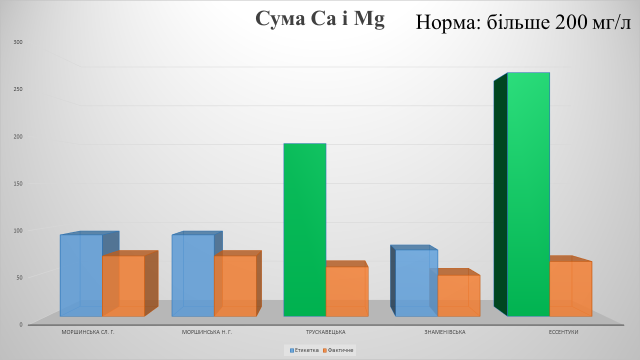 Сума Са і Mg
Норма: більше 200 мг/л
300
250
200
150
100
50
0
МОРШИНСЬКА СЛ. Г.
МОРШИНСЬКА Н. Г.
ТРУСКАВЕЦЬКА
ЗНАМЕНІВСЬКА
ЕССЕНТУКИ
Етикетка Фактичне